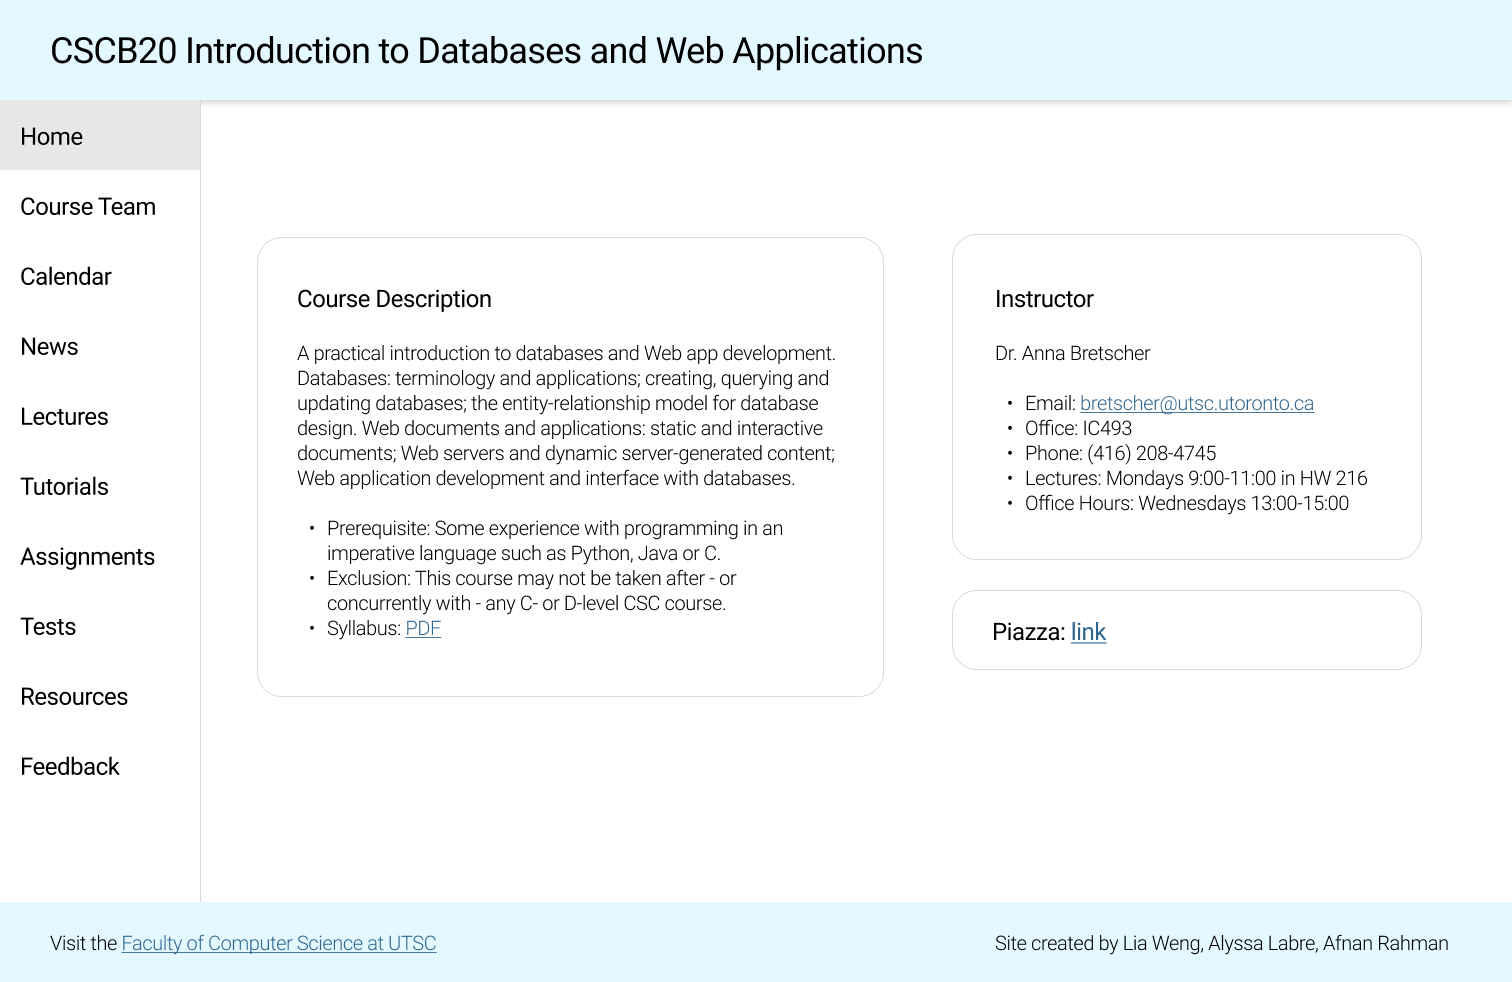 CSCB20 Introduction to Databases and Web Applications
Home
Course Team
Calendar
News
Lectures
Tutorials
Assignments
Tests
Resources
Feedback
Course Description
A practical introduction to databases and Web app development.
Databases: terminology and applications; creating, querying and
updating databases; the entity-relationship model for database
design. Web documents and applications: static and interactive
documents; Web servers and dynamic server-generated content;
Web application development and interface with databases.
• Prerequisite: Some experience with programming in an
imperative language such as Python, Java or C.
• Exclusion: This course may not be taken after - or
concurrently with - any C- or D-level CSC course.
• Syllabus: PDF
Instructor
Dr. Anna Bretscher
• Email: bretscher@utsc.utoronto.ca
• Office: IC493
• Phone: (416) 208-4745
• Lectures: Mondays 9:00-11:00 in HW 216
• Office Hours: Wednesdays 13:00-15:00
Piazza: link
Visit the Faculty of Computer Science at UTSC
Site created by Lia Weng, Alyssa Labre, Afnan Rahman